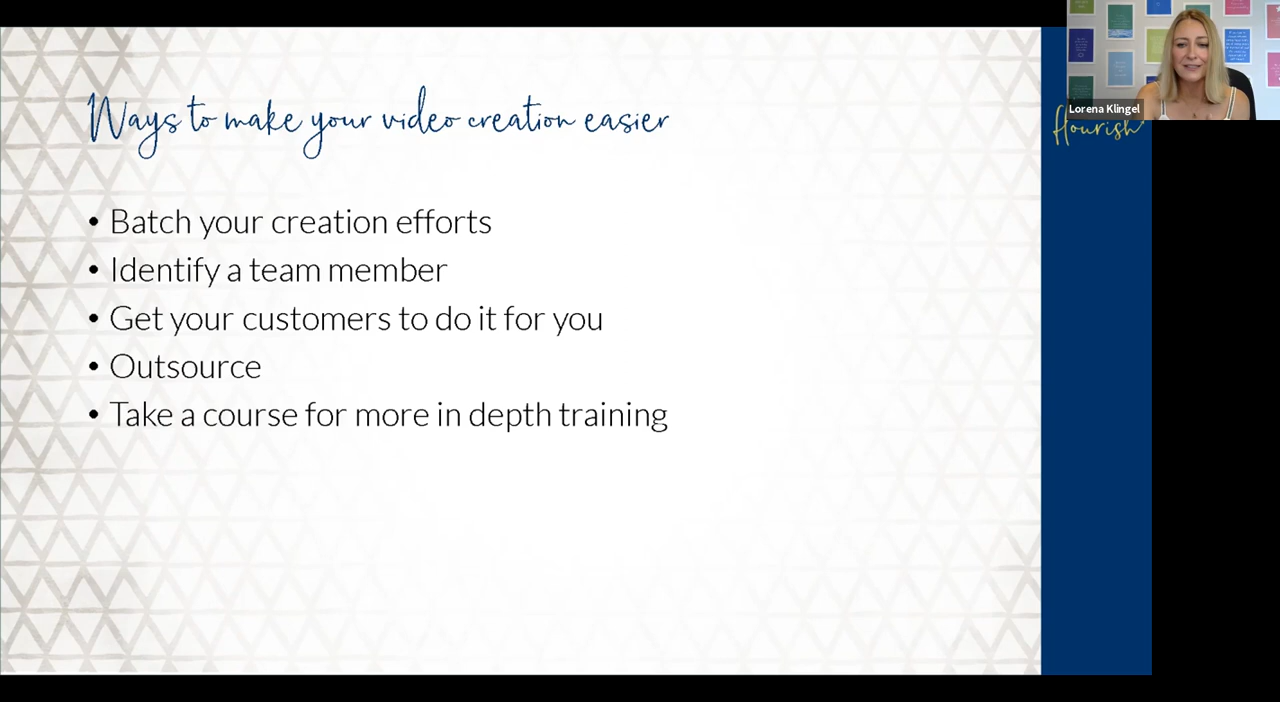 Ways to make your video creation easier
• Batch your creation efforts
• Identify a team member
• Get your customers to do it for you
• Outsource
• Take a course for more in depth training
Lorena Klingel
flourish